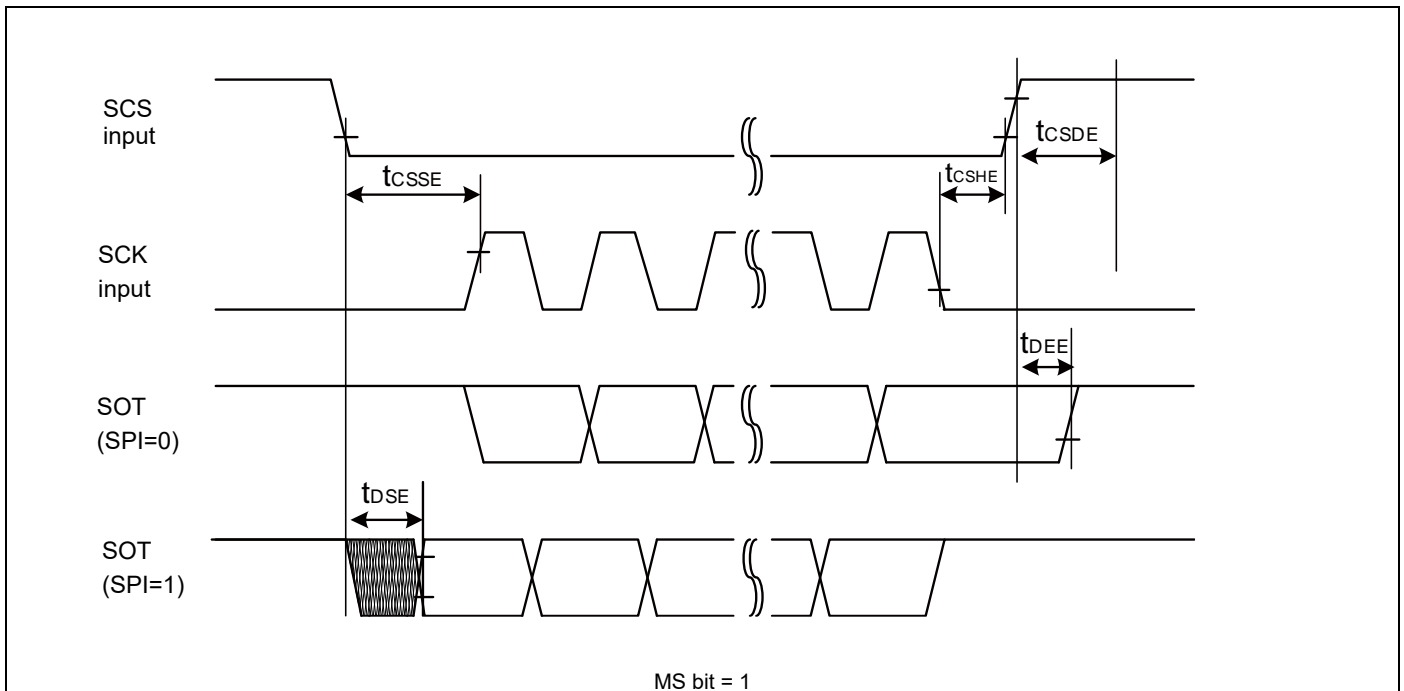 SCS
input
tCSDE
tCSSE
tCSHE
SCK
input
tDEE
SOT
(SPI=0)
tDSE
SOT
(SPI=1)
MS bit = 1